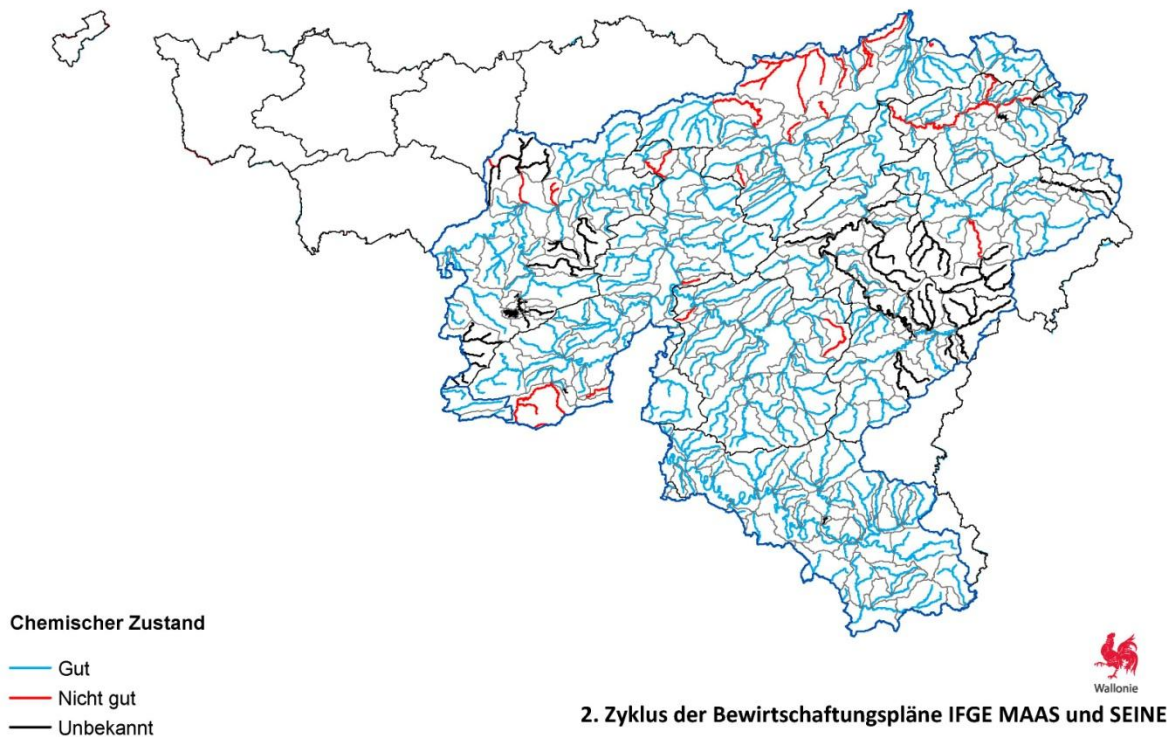 Chemischer Zustand
Gut
Nicht gut
Unbekannt
Wallonie
2. Zyklus der Bewirtschaftungspläne IFGE MAAS und SEINE